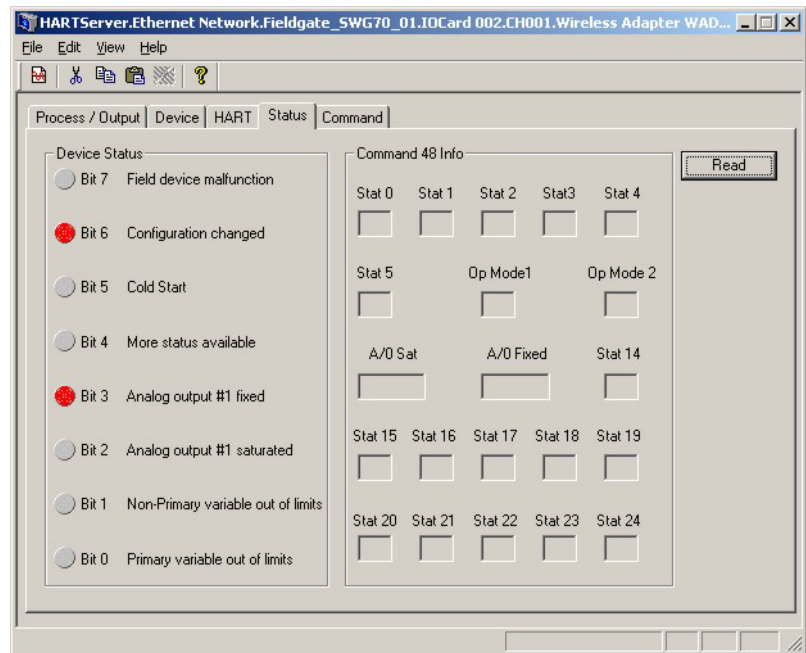 HARTServer.Ethernet Network.Fieldgate_SWG70_01.IOCard 002.CH001.Wireless Adapter WAD...
File Edit View Help
Process / Output Device HART Status Command
Device Status
Bit 7 Field device malfunction
Bit 6 Configuration changed
Bit 5 Cold Start
Bit 4 More status available
Bit 3 Analog output #1 fixed
Bit 2 Analog output #1 saturated
Bit 1 Non-Primary variable out of limits
Bit 0 Primary variable out of limits
Command 48 Info
Stat 0 Stat 1 Stat 2 Stat3 Stat 4
Stat 5 Op Mode1 Op Mode 2
A/O Sat A/O Fixed Stat 14
Stat 15 Stat 16 Stat 17 Stat 18 Stat 19
Stat 20 Stat 21 Stat 22 Stat 23 Stat 24
Read